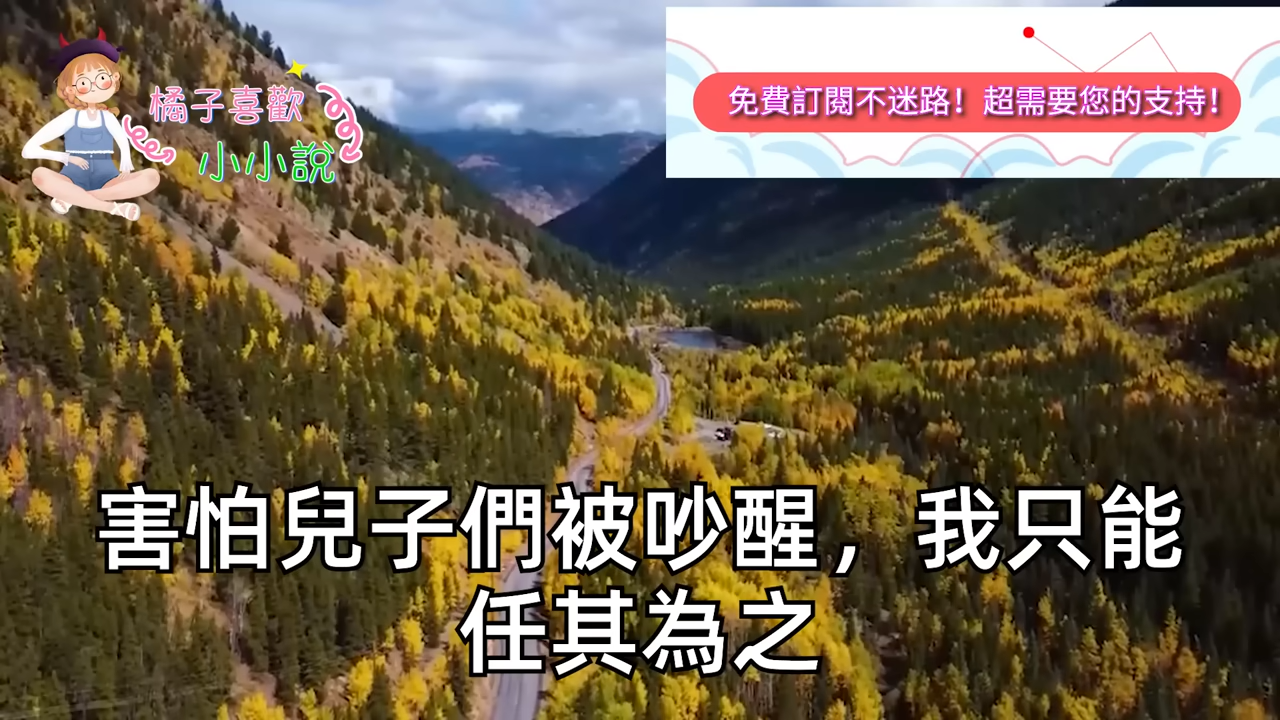 橘子喜歡
小小說
免費訂閱不迷路！超需要您的支持！
害怕兒子們被吵醒，我只能
任其為之